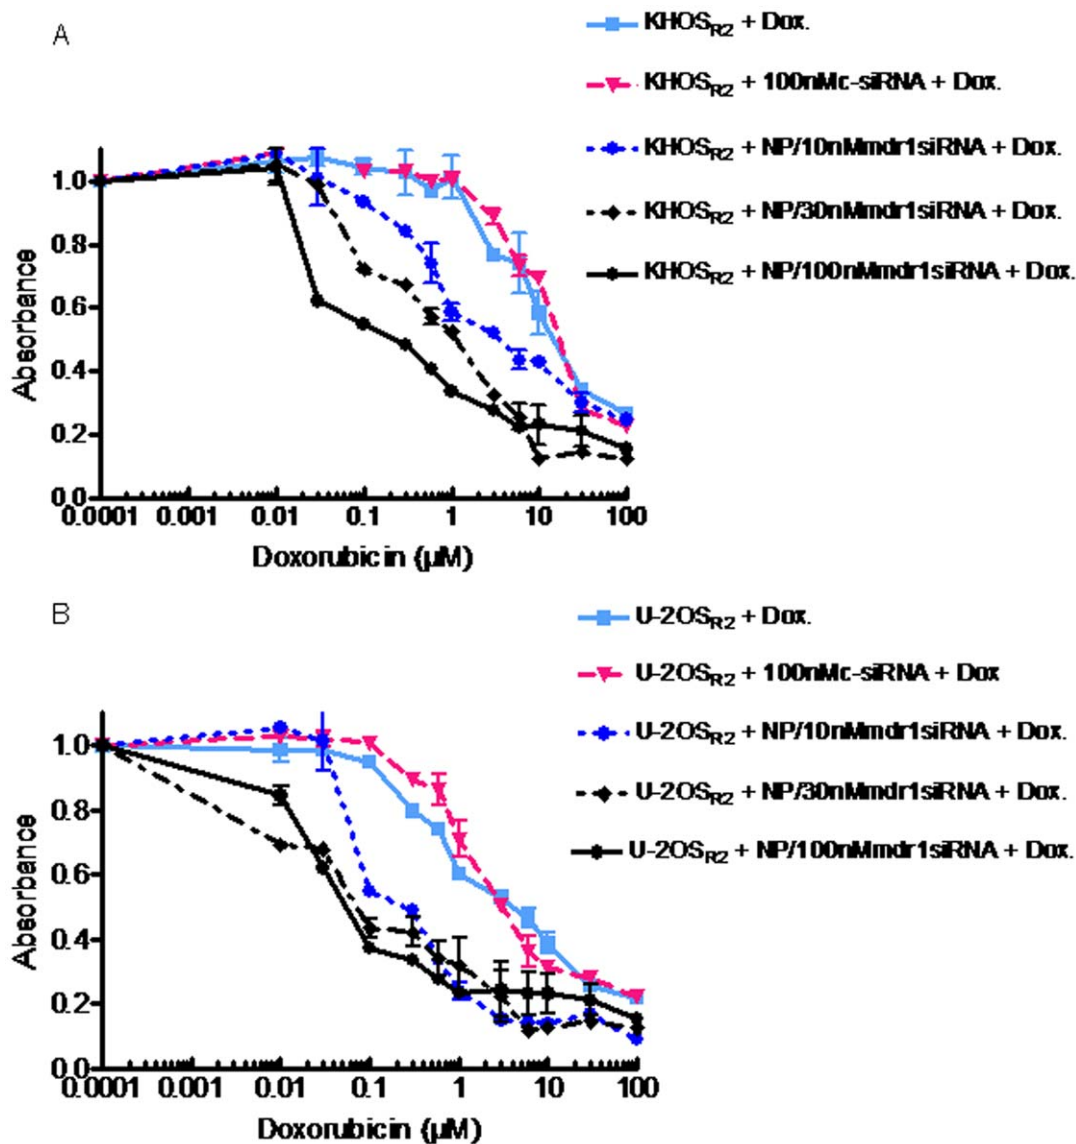 A
KHOSR2 + Dox.
KHOSR2 + 100nMc-siRNA + Dox.
KHOSR2 + NP/10nMmdr1siRNA + Dox.
KHOSR2 + NP/30nMmdr1siRNA + Dox.
KHOSR2 + NP/100nMmdr1siRNA + Dox.
Absorbance
1.0
0.8
0.6
0.4
0.2
0.0
0.0001 0.001 0.01 0.1 1 10 100
Doxorubicin (µM)
B
U-2OSR2 + Dox.
U-2OSR2 + 100nMc-siRNA + Dox
U-2OSR2 + NP/10nMmdr1siRNA + Dox.
U-2OSR2 + NP/30nMmdr1siRNA + Dox.
U-2OSR2 + NP/100nMmdr1siRNA + Dox.
Absorbance
1.0
0.8
0.6
0.4
0.2
0.0
0.0001 0.001 0.01 0.1 1 10 100
Doxorubicin (µM)